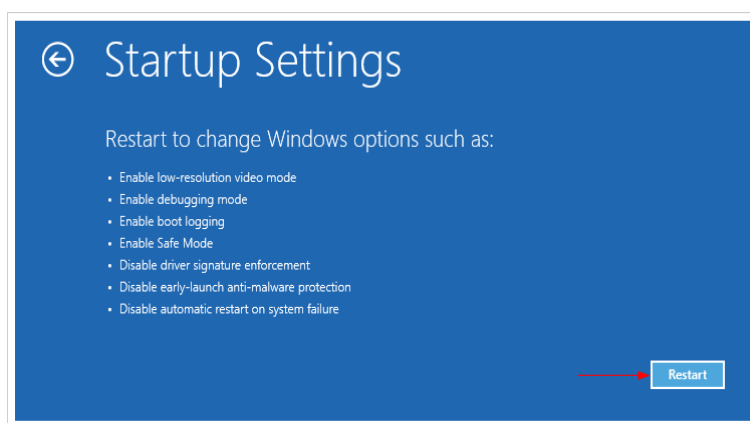 Startup Settings
Restart to change Windows options such as:
• Enable low-resolution video mode
• Enable debugging mode
• Enable boot logging
• Enable Safe Mode
• Disable driver signature enforcement
• Disable early-launch anti-malware protection
• Disable automatic restart on system failure
Restart